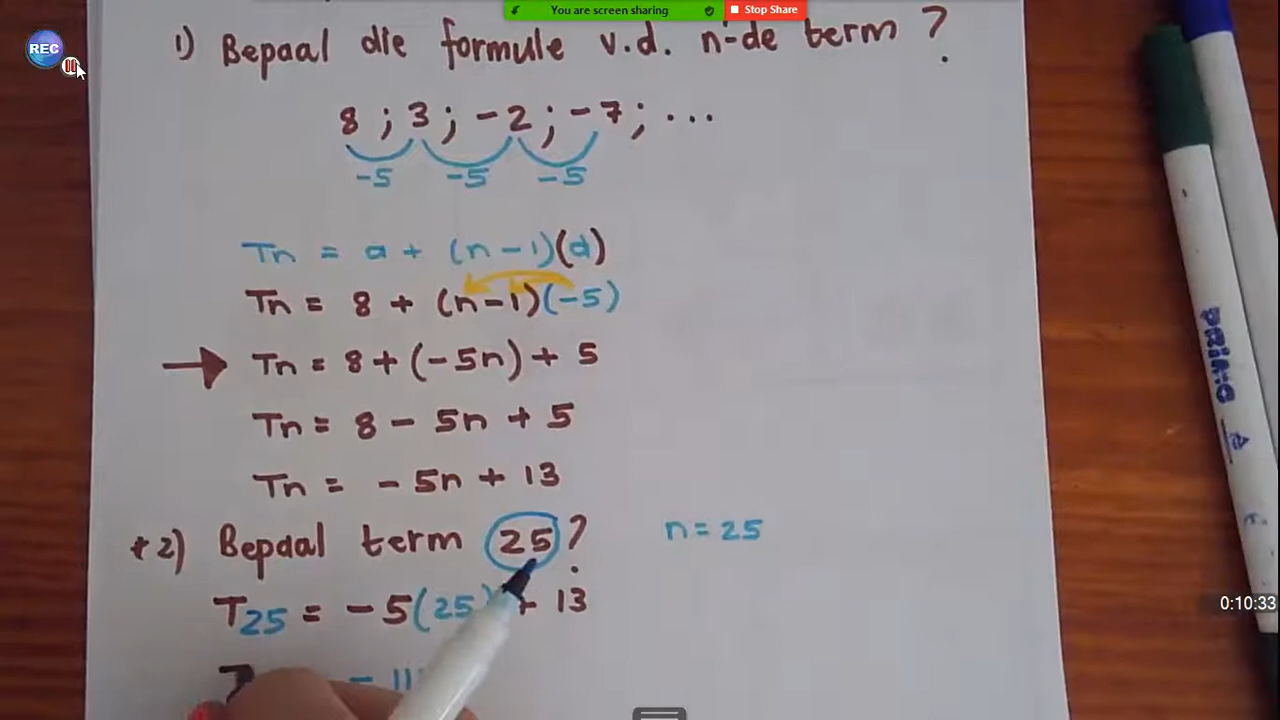 You are screen sharing Stop Share
REC
1) Bepaal die formule v.d. n-de term ?
8 ; 3 ; -2 ; -7 ; ...
-5 -5 -5
Tn = a + (n-1)(d)
Tn = 8 + (n-1)(-5)
→ Tn = 8 + (-5n) + 5
Tn = 8 - 5n + 5
Tn = -5n + 13
2) Bepaal term 25 ? n = 25
T25 = -5(25) + 13
0:10:33